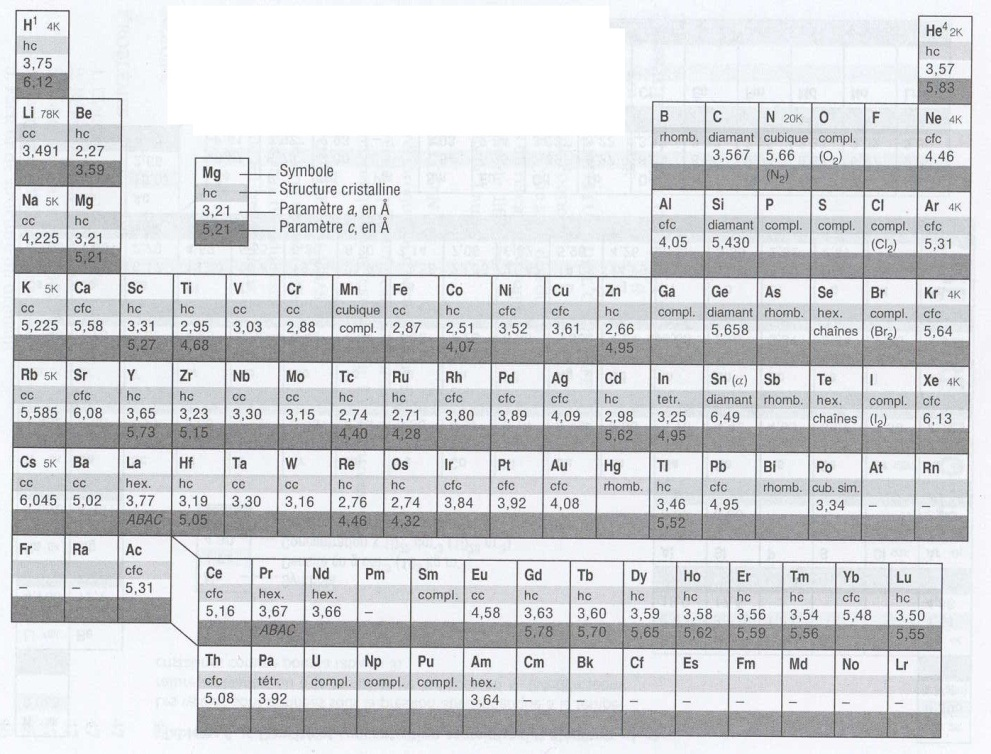 H¹ 4K He⁴ 2K
hc hc
3,75 3,57
6,12 5,83
Li 78K Be B C N 20K O F Ne 4K
cc hc rhomb. diamant cubique compl. cfc
3,491 2,27 3,567 5,66 (O₂) 4,46
3,59 (N₂)
Mg Symbole
hc Structure cristalline
3,21 Paramètre a, en Å
5,21 Paramètre c, en Å
Na 5K Mg Al Si P S Cl Ar 4K
cc hc cfc diamant compl. compl. compl. cfc
4,225 3,21 4,05 5,430 (Cl₂) 5,31
5,21
K 5K Ca Sc Ti V Cr Mn Fe Co Ni Cu Zn Ga Ge As Se Br Kr 4K
cc cfc hc hc cc cc cubique cc hc cfc cfc hc compl. diamant rhomb. hex. compl. cfc
5,225 5,58 3,31 2,95 3,03 2,88 compl. 2,87 2,51 3,52 3,61 2,66 5,658 chaînes (Br₂) 5,64
5,27 4,68 4,07 4,95
Rb 5K Sr Y Zr Nb Mo Tc Ru Rh Pd Ag Cd In Sn (α) Sb Te I Xe 4K
cc cfc hc hc cc cc hc hc cfc cfc cfc hc tetr. diamant rhomb. hex. compl. cfc
5,585 6,08 3,65 3,23 3,30 3,15 2,74 2,71 3,80 3,89 4,09 2,98 3,25 6,49 chaînes (I₂) 6,13
5,73 5,15 4,40 4,28 5,62 4,95
Cs 5K Ba La Hf Ta W Re Os Ir Pt Au Hg Tl Pb Bi Po At Rn
cc cc hex. hc cc cc hc hc cfc cfc cfc rhomb. hc cfc rhomb. cub. sim.
6,045 5,02 3,77 3,19 3,30 3,16 2,76 2,74 3,84 3,92 4,08 3,46 4,95 3,34 – –
ABAC 5,05 4,46 4,32 5,52
Fr Ra Ac
cfc
– – 5,31
Ce Pr Nd Pm Sm Eu Gd Tb Dy Ho Er Tm Yb Lu
cfc hex. hex. compl. cc hc hc hc hc hc hc cfc hc
5,16 3,67 3,66 – 4,58 3,63 3,60 3,59 3,58 3,56 3,54 5,48 3,50
ABAC 5,78 5,70 5,65 5,62 5,59 5,56 5,55
Th Pa U Np Pu Am Cm Bk Cf Es Fm Md No Lr
cfc tétr. compl. compl. compl. hex.
5,08 3,92 3,64 – – – – – – – –